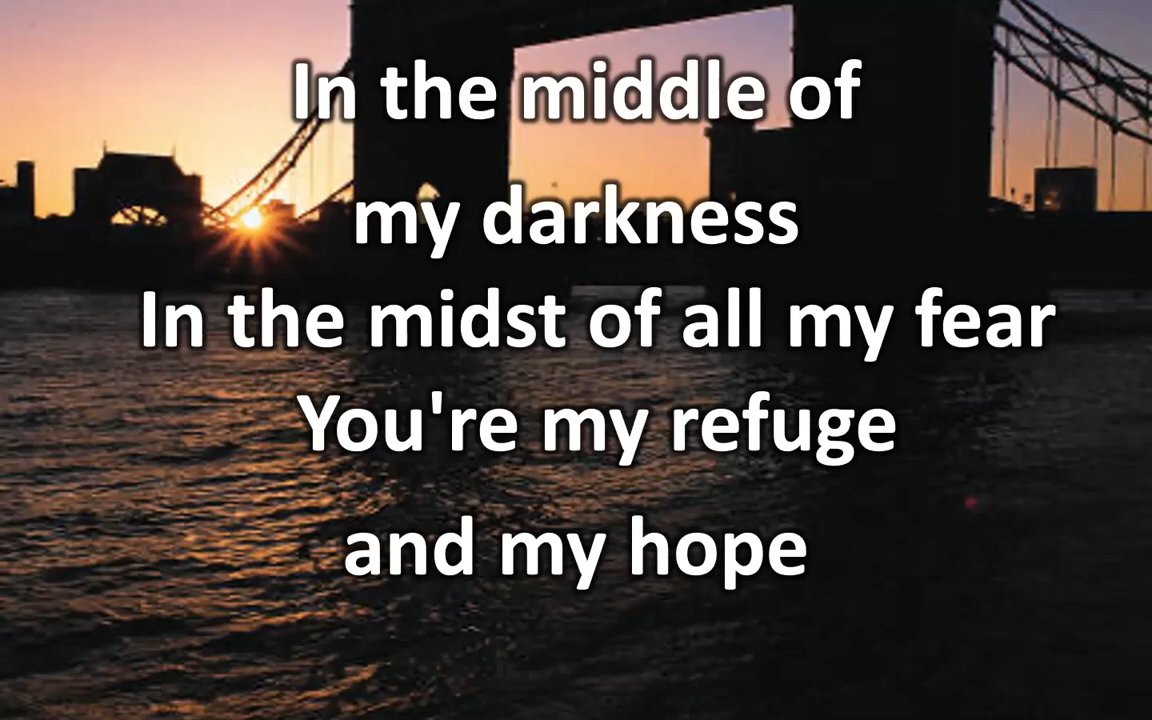 In the middle of
my darkness
In the midst of all my fear
You're my refuge
and my hope